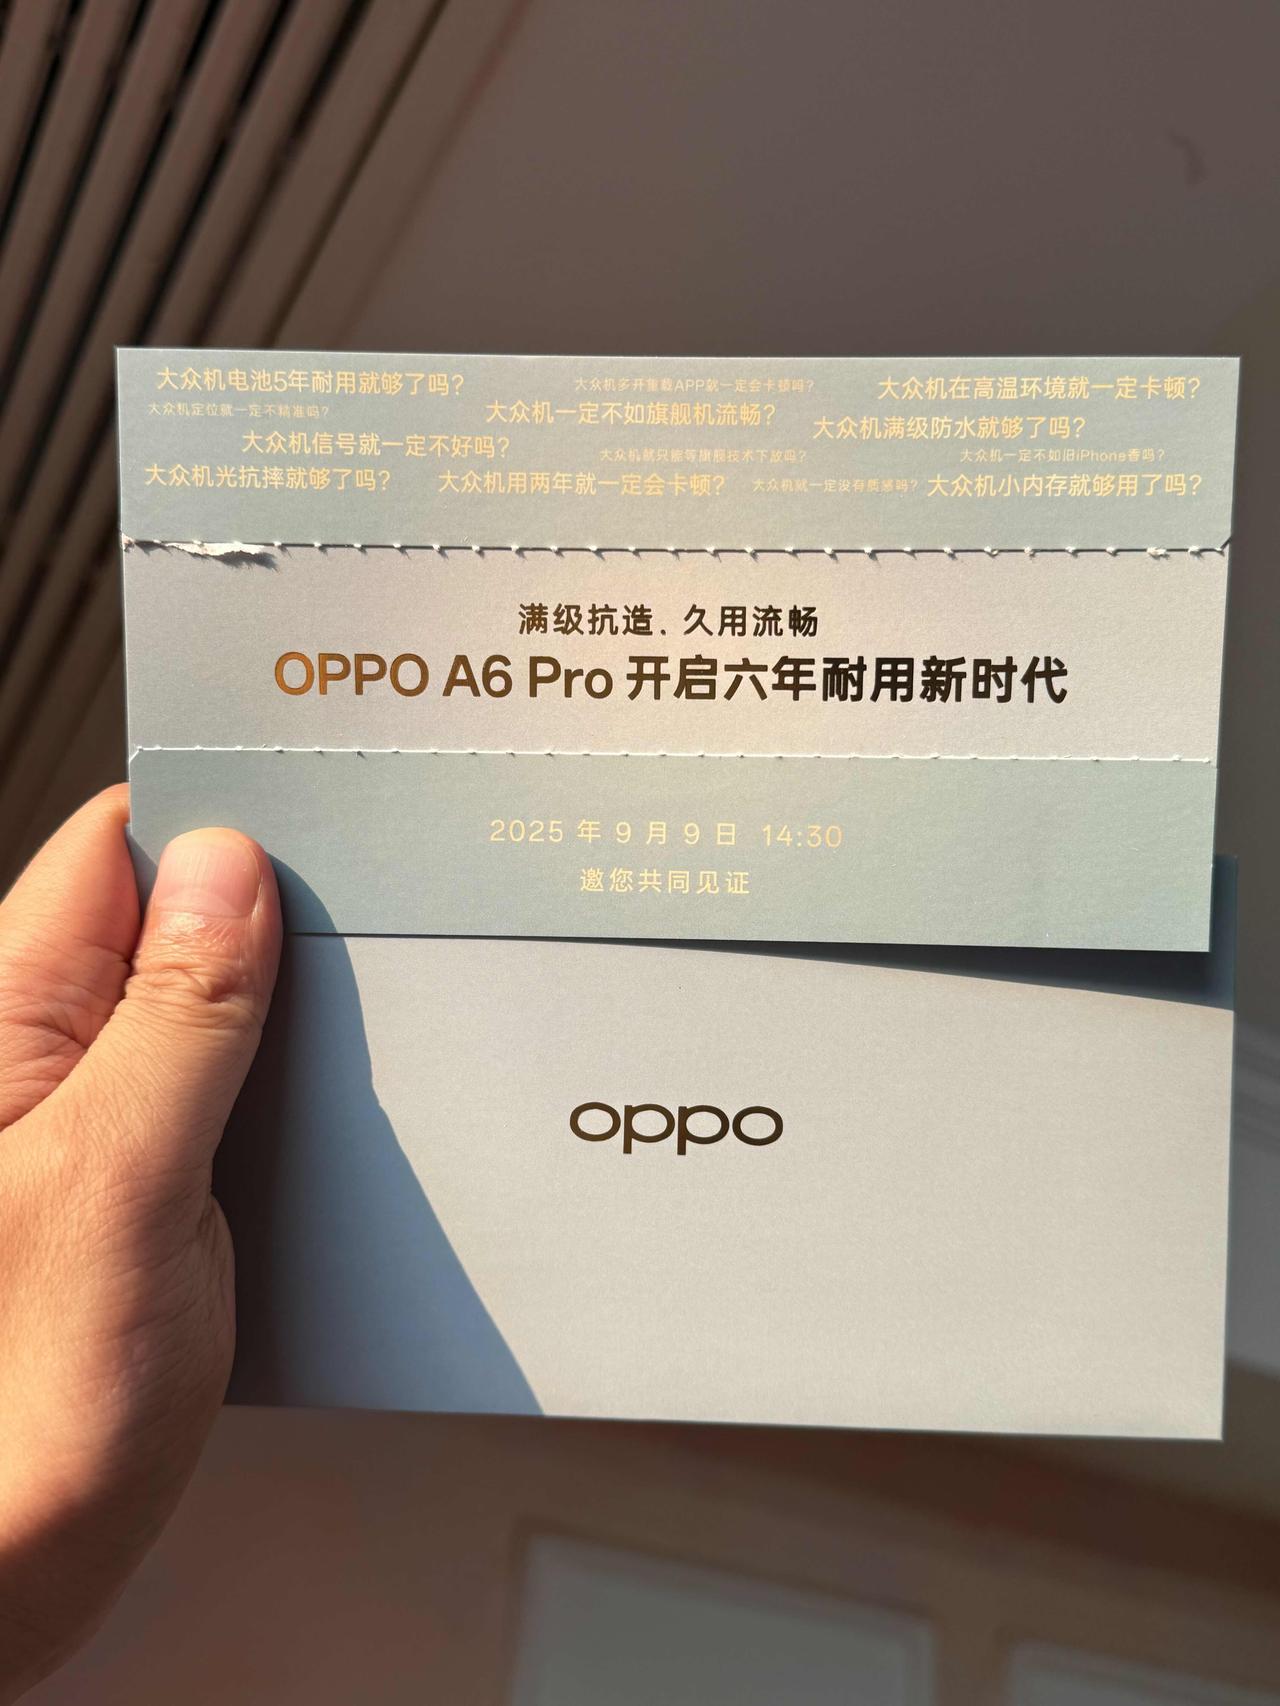 大众机电池5年耐用就够了吗？
大众机多开重载APP就一定会卡顿吗？
大众机在高温环境就一定卡顿？
大众机定位就一定不精准吗？
大众机一定不如旗舰机流畅？
大众机满级防水就够了吗？
大众机信号就一定不好吗？
大众机就只能等旗舰技术下放吗？
大众机一定不如旧iPhone香吗？
大众机光抗摔就够了吗？
大众机用两年就一定会卡顿？
大众机就一定没有质感吗？
大众机小内存就够用了吗？
满级抗造．久用流畅
OPPO A6 Pro 开启六年耐用新时代
2025 年 9 月 9 日 14:30
邀您共同见证
oppo